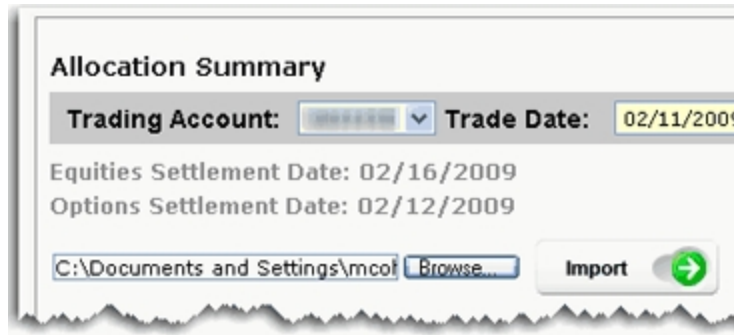 Allocation Summary
Trading Account: Trade Date: 02/11/2009
Equities Settlement Date: 02/16/2009
Options Settlement Date: 02/12/2009
C:\Documents and Settings\mcoh Browse... Import